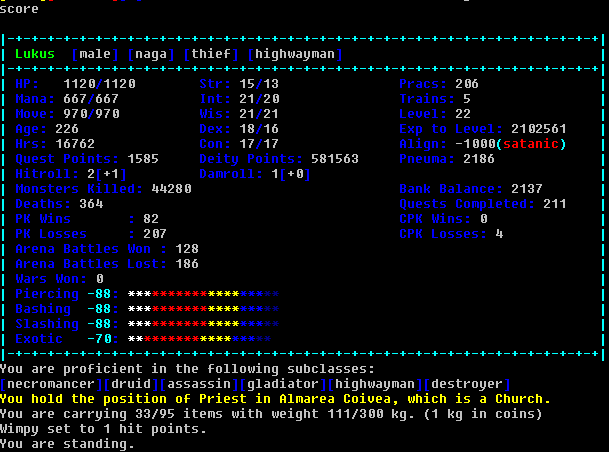 score
|-+-+-+-+-+-+-+-+-+-+-+-+-+-+-+-+-+-+-+-+-+-+-+-+-+-+-+-+-+-+-+-+-+-+-+-+-|
| Lukus [male] [naga] [thief] [highwayman] |
|-+-+-+-+-+-+-+-+-+-+-+-+-+-+-+-+-+-+-+-+-+-+-+-+-+-+-+-+-+-+-+-+-+-+-+-+-|
| HP: 1120/1120 Str: 15/13 Pracs: 206 |
| Mana: 667/667 Int: 21/20 Trains: 5 |
| Move: 970/970 Wis: 21/21 Level: 22 |
| Age: 226 Dex: 18/16 Exp to Level: 2102561 |
| Hrs: 16762 Con: 17/17 Align: -1000(satanic) |
| Quest Points: 1585 Deity Points: 581563 Pneuma: 2186 |
| Hitroll: 2[+1] Damroll: 1[+0] |
| Monsters Killed: 44280 Bank Balance: 2137 |
| Deaths: 364 Quests Completed: 211 |
| PK Wins : 82 CPK Wins: 0 |
| PK Losses : 207 CPK Losses: 4 |
| Arena Battles Won : 128 |
| Arena Battles Lost: 186 |
| Wars Won: 0 |
| Piercing -88: ******************** |
| Bashing -88: ******************** |
| Slashing -88: ******************** |
| Exotic -70: ******************* |
|-+-+-+-+-+-+-+-+-+-+-+-+-+-+-+-+-+-+-+-+-+-+-+-+-+-+-+-+-+-+-+-+-+-+-+-+-|
You are proficient in the following subclasses:
[necromancer][druid][assassin][gladiator][highwayman][destroyer]
You hold the position of Priest in Almarea Coivea, which is a Church.
You are carrying 33/95 items with weight 111/300 kg. (1 kg in coins)
Wimpy set to 1 hit points.
You are standing.